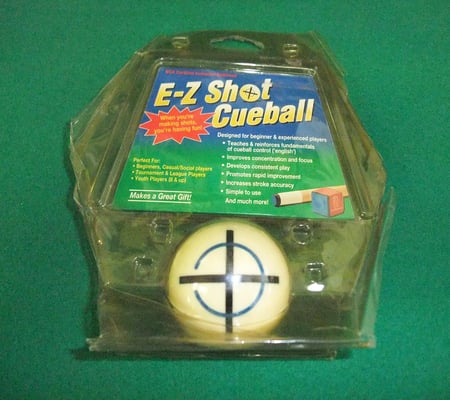 E-Z Shot
Cueball
When you're
making shots,
you're having fun!
Designed for beginner & experienced players
• Teaches & reinforces fundamentals
of cueball control ('english')
• Improves concentration and focus
• Develops consistent play
• Promotes rapid improvement
• Increases stroke accuracy
• Simple to use
And much more!
Perfect For:
• Beginners, Casual/Social players
• Tournament & League Players
• Youth Players (8 & up)
Makes a Great Gift!